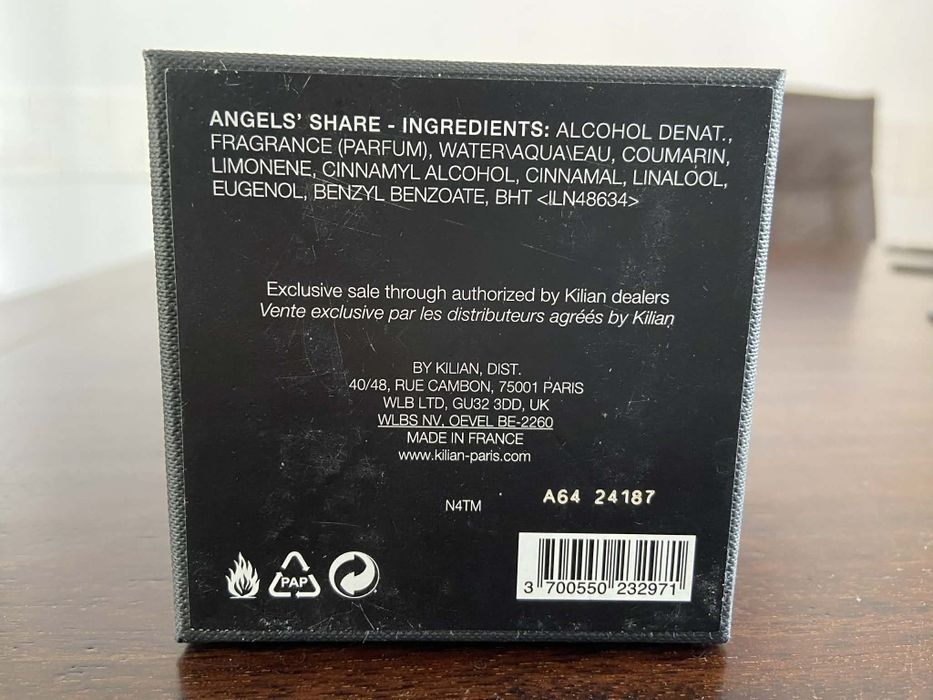 ANGELS' SHARE - INGREDIENTS: ALCOHOL DENAT.,
FRAGRANCE (PARFUM), WATER\AQUA\EAU, COUMARIN,
LIMONENE, CINNAMYL ALCOHOL, CINNAMAL, LINALOOL,
EUGENOL, BENZYL BENZOATE, BHT <ILN48634>
Exclusive sale through authorized by Kilian dealers
Vente exclusive par les distributeurs agréés by Kilian
BY KILIAN, DIST.
40/48, RUE CAMBON, 75001 PARIS
WLB LTD, GU32 3DD, UK
WLBS NV, OEVEL BE-2260
MADE IN FRANCE
www.kilian-paris.com
N4TM
A64 24187
PAP
3 700550 232971